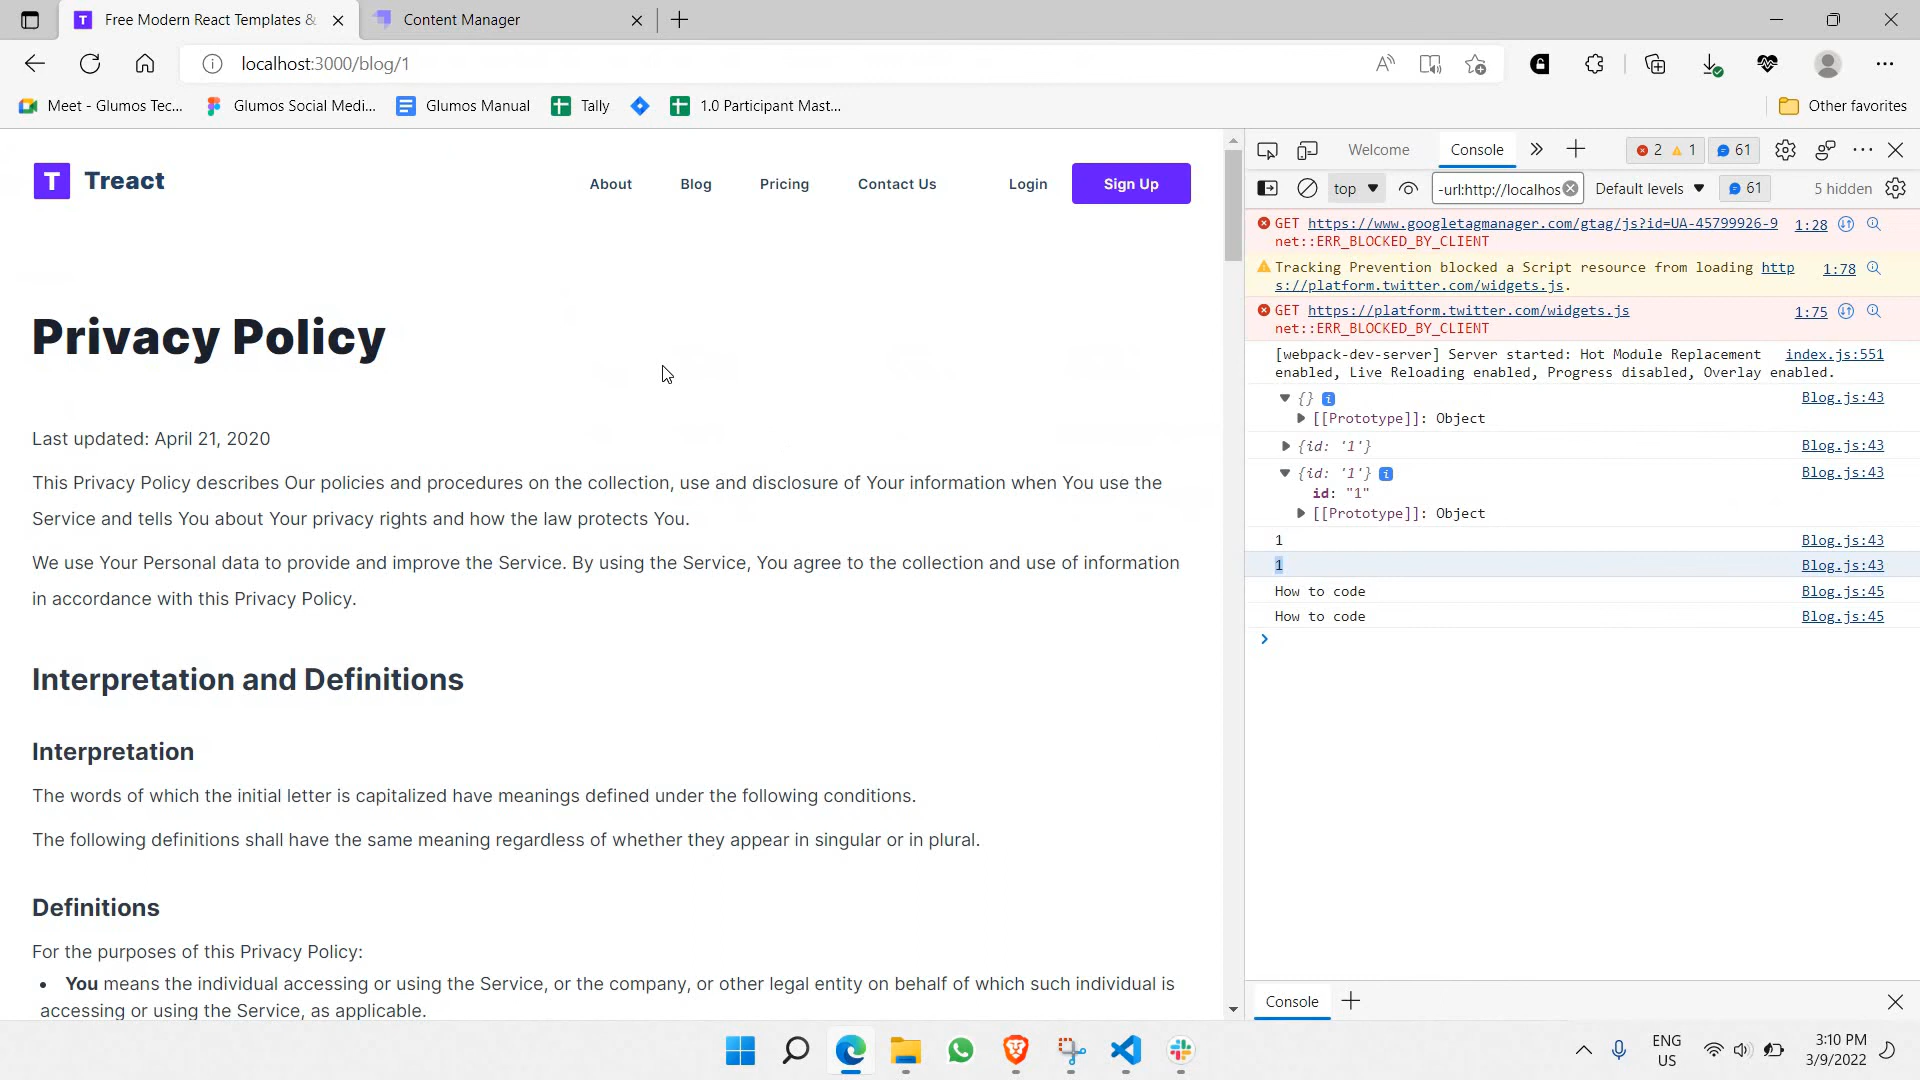 Free Modern React Templates &
Content Manager
localhost:3000/blog/1
Meet - Glumos Tec...
Glumos Social Medi...
Glumos Manual
Tally
1.0 Participant Mast...
Other favorites
T Treact
About
Blog
Pricing
Contact Us
Login
Sign Up
Privacy Policy
Last updated: April 21, 2020
This Privacy Policy describes Our policies and procedures on the collection, use and disclosure of Your information when You use the
Service and tells You about Your privacy rights and how the law protects You.
We use Your Personal data to provide and improve the Service. By using the Service, You agree to the collection and use of information
in accordance with this Privacy Policy.
Interpretation and Definitions
Interpretation
The words of which the initial letter is capitalized have meanings defined under the following conditions.
The following definitions shall have the same meaning regardless of whether they appear in singular or in plural.
Definitions
For the purposes of this Privacy Policy:
• You means the individual accessing or using the Service, or the company, or other legal entity on behalf of which such individual is
accessing or using the Service, as applicable.
Welcome
Console
2 1 61
top
-url:http://localhos
Default levels
61
5 hidden
GET https://www.googletagmanager.com/gtag/js?id=UA-45799926-9 1:28
net::ERR_BLOCKED_BY_CLIENT
Tracking Prevention blocked a Script resource from loading http 1:78
s://platform.twitter.com/widgets.js.
GET https://platform.twitter.com/widgets.js 1:75
net::ERR_BLOCKED_BY_CLIENT
[webpack-dev-server] Server started: Hot Module Replacement index.js:551
enabled, Live Reloading enabled, Progress disabled, Overlay enabled.
{} i Blog.js:43
[[Prototype]]: Object
{id: '1'} Blog.js:43
{id: '1'} i Blog.js:43
id: "1"
[[Prototype]]: Object
1 Blog.js:43
1 Blog.js:43
How to code Blog.js:45
How to code Blog.js:45
Console
ENG
US
3:10 PM
3/9/2022